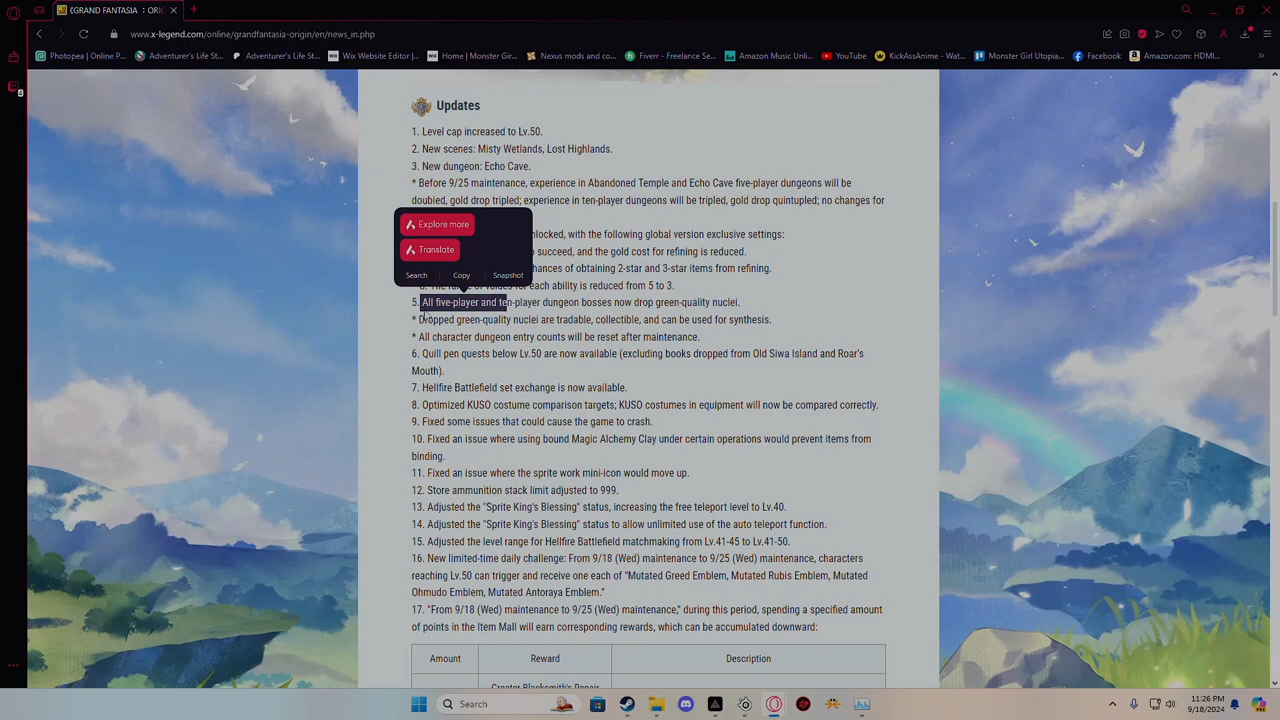 《GRAND FANTASIA : ORI
www.x-legend.com/online/grandfantasia-origin/en/news_in.php
Photopea | Online P...
Adventurer's Life St...
Adventurer's Life St...
Wix Website Editor |...
Home | Monster Gir...
Nexus mods and co...
Fiverr - Freelance Se...
Amazon Music Unli...
YouTube
KickAssAnime - Wat...
Monster Girl Utopia...
Facebook
Amazon.com: HDMI...
Updates
1. Level cap increased to Lv.50.
2. New scenes: Misty Wetlands, Lost Highlands.
3. New dungeon: Echo Cave.
* Before 9/25 maintenance, experience in Abandoned Temple and Echo Cave five-player dungeons will be
doubled, gold drop tripled; experience in ten-player dungeons will be tripled, gold drop quintupled; no changes for
nlocked, with the following global version exclusive settings:
o succeed, and the gold cost for refining is reduced.
hances of obtaining 2-star and 3-star items from refining.
3. The range of values for each ability is reduced from 5 to 3.
Explore more
Translate
Search
Copy
Snapshot
5. All five-player and ten-player dungeon bosses now drop green-quality nuclei.
* Dropped green-quality nuclei are tradable, collectible, and can be used for synthesis.
* All character dungeon entry counts will be reset after maintenance.
6. Quill pen quests below Lv.50 are now available (excluding books dropped from Old Siwa Island and Roar's
Mouth).
7. Hellfire Battlefield set exchange is now available.
8. Optimized KUSO costume comparison targets; KUSO costumes in equipment will now be compared correctly.
9. Fixed some issues that could cause the game to crash.
10. Fixed an issue where using bound Magic Alchemy Clay under certain operations would prevent items from
binding.
11. Fixed an issue where the sprite work mini-icon would move up.
12. Store ammunition stack limit adjusted to 999.
13. Adjusted the "Sprite King's Blessing" status, increasing the free teleport level to Lv.40.
14. Adjusted the "Sprite King's Blessing" status to allow unlimited use of the auto teleport function.
15. Adjusted the level range for Hellfire Battlefield matchmaking from Lv.41-45 to Lv.41-50.
16. New limited-time daily challenge: From 9/18 (Wed) maintenance to 9/25 (Wed) maintenance, characters
reaching Lv.50 can trigger and receive one each of "Mutated Greed Emblem, Mutated Rubis Emblem, Mutated
Ohmudo Emblem, Mutated Antoraya Emblem."
17. "From 9/18 (Wed) maintenance to 9/25 (Wed) maintenance," during this period, spending a specified amount
of points in the Item Mall will earn corresponding rewards, which can be accumulated downward:
Amount
Reward
Description
Greater Blacksmith's Repair
Search
11:26 PM
9/18/2024